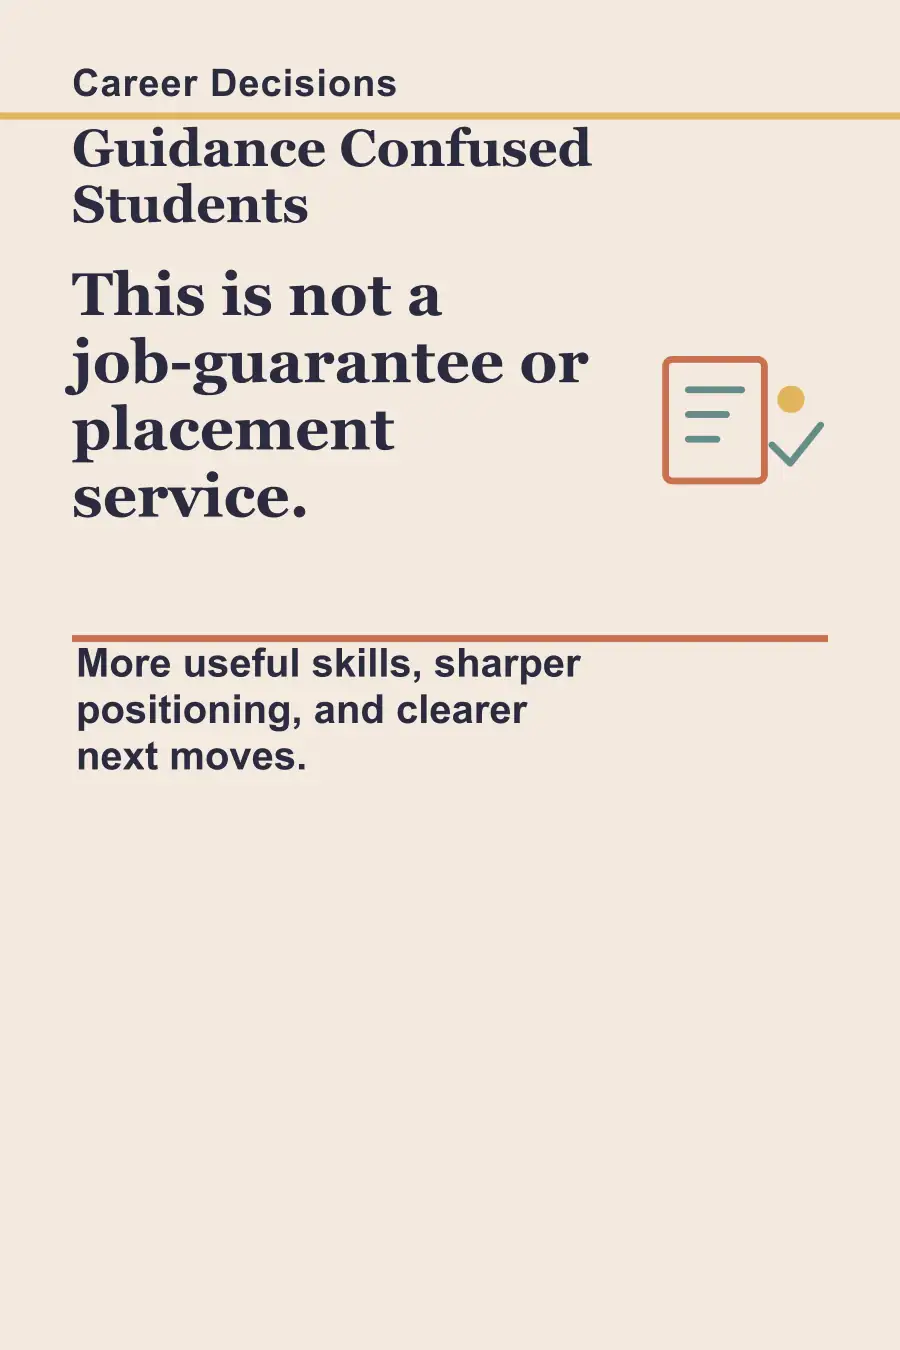 Career Decisions
Guidance Confused
Students
This is not a
job-guarantee or
placement
service.
More useful skills, sharper
positioning, and clearer
next moves.